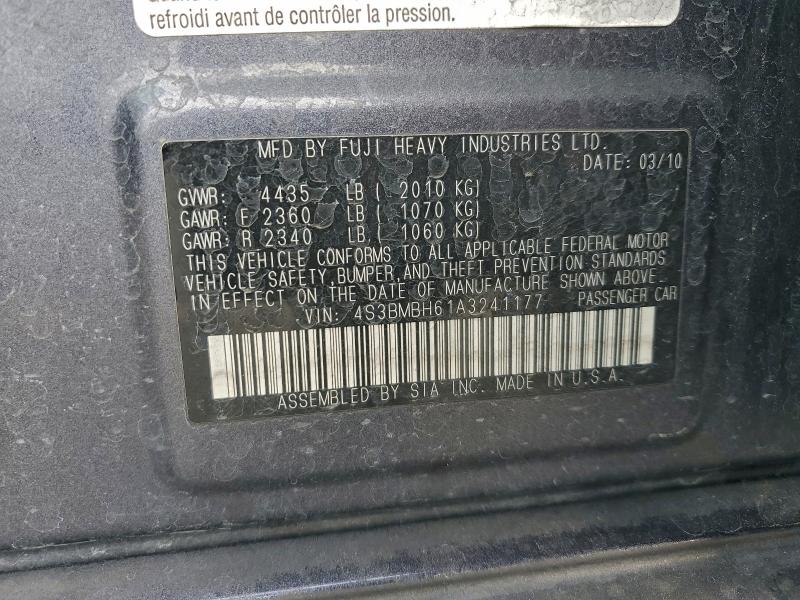 refroidi avant de contrôler la pression.
MFD BY FUJI HEAVY INDUSTRIES LTD.
DATE: 03/10
GVWR: 4435 LB ( 2010 KG)
GAWR: F 2360 LB ( 1070 KG)
GAWR: R 2340 LB ( 1060 KG)
THIS VEHICLE CONFORMS TO ALL APPLICABLE FEDERAL MOTOR
VEHICLE SAFETY, BUMPER, AND THEFT PREVENTION STANDARDS
IN EFFECT ON THE DATE OF MANUFACTURE SHOWN ABOVE.
VIN: 4S3BMBH61A3241177 PASSENGER CAR
ASSEMBLED BY SIA INC. MADE IN U.S.A.